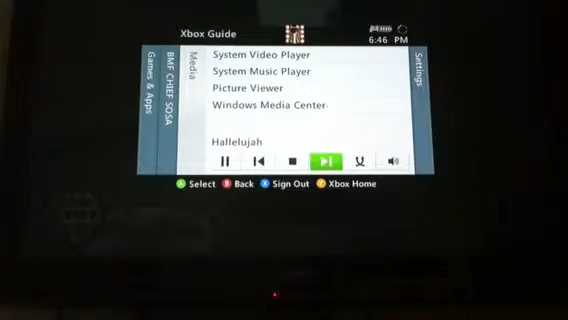 Xbox Guide
6:46 PM
Games & Apps
BMF CHIEF SOSA
Media
System Video Player
System Music Player
Picture Viewer
Windows Media Center
Hallelujah
Settings
A Select B Back X Sign Out Y Xbox Home